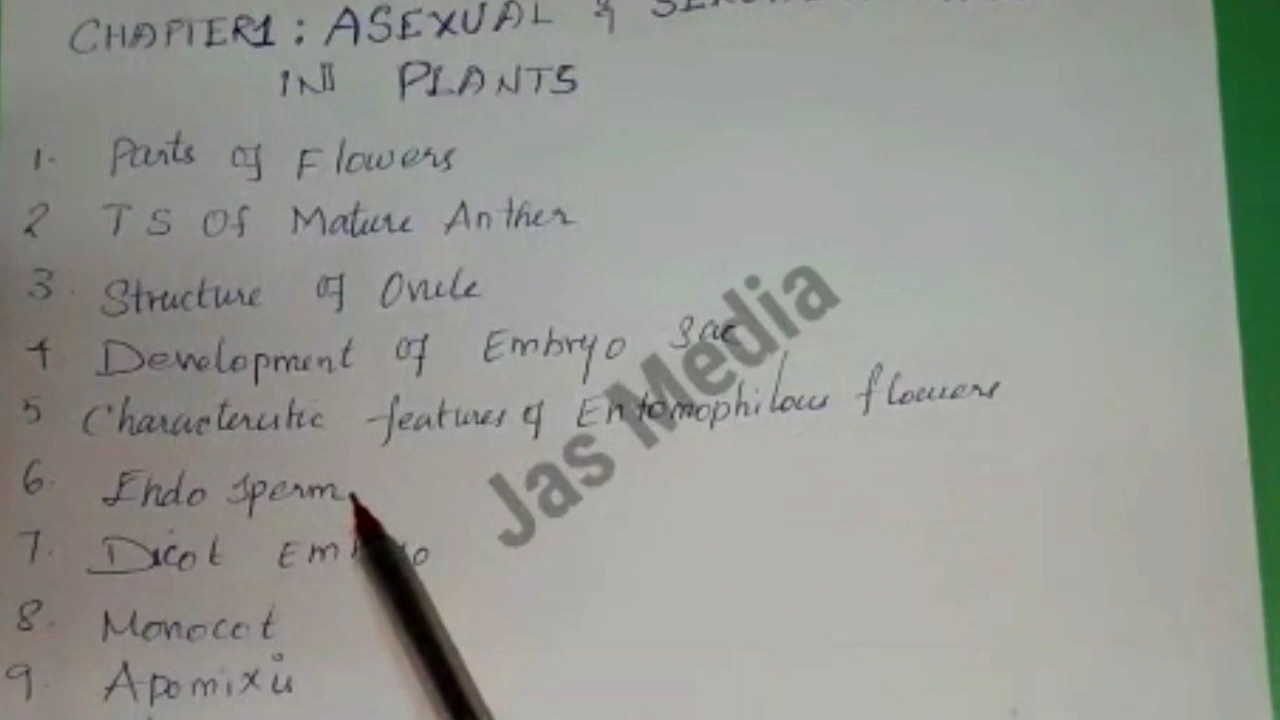 CHAPTER1: ASEXUAL &
IN PLANTS
1. Parts of Flowers
2 T S Of Mature Anther
3. Structure of Ovule
4. Development of Embryo Sac
5 Characteristic features of Entomophilous flowers
6. Endo sperm
7. Dicot Embryo
8. Monocot
9. Apomixis
Jas Media